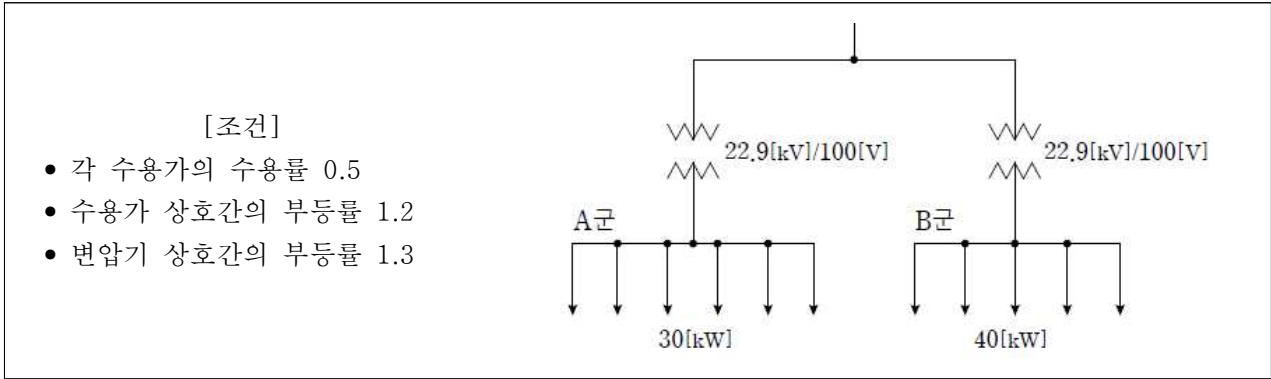 [조건]
• 각 수용가의 수용률 0.5
• 수용가 상호간의 부등률 1.2
• 변압기 상호간의 부등률 1.3
22.9[kV]/100[V]
22.9[kV]/100[V]
A군
B군
30[kW]
40[kW]